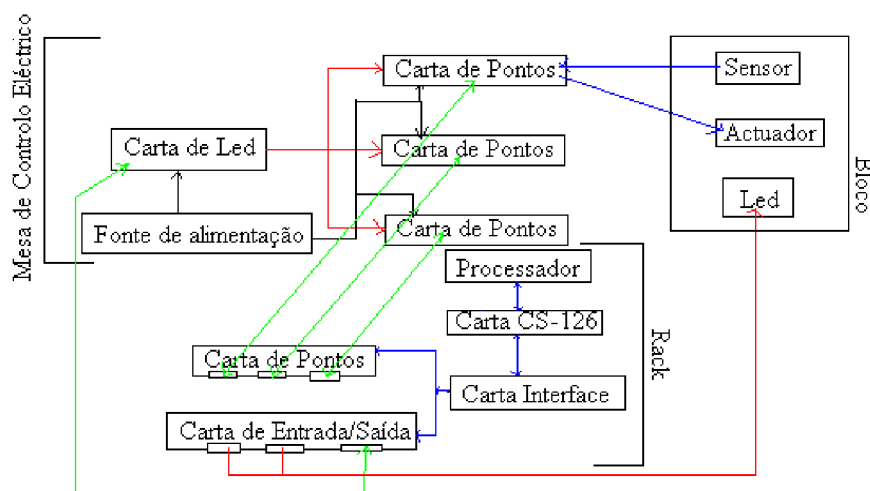 Mesa de Controlo Eléctrico
Carta de Pontos
Sensor
Carta de Led
Carta de Pontos
Actuador
Bloco
Led
Fonte de alimentação
Carta de Pontos
Processador
Carta CS-126
Rack
Carta de Pontos
Carta Interface
Carta de Entrada/Saída